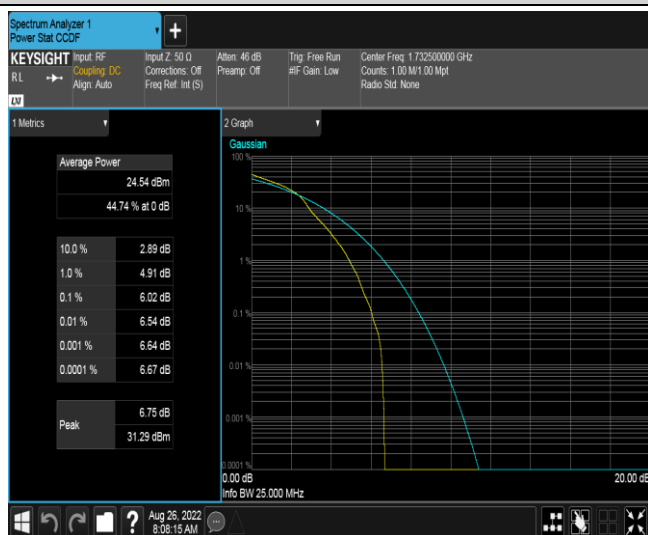 Spectrum Analyzer 1
Power Stat CCDF
KEYSIGHT
R L
LXI
Input: RF
Coupling: DC
Align: Auto
Input Z: 50 Ω
Corrections: Off
Freq Ref: Int (S)
Atten: 46 dB
Preamp: Off
Trig: Free Run
#IF Gain: Low
Center Freq: 1.732500000 GHz
Counts: 1.00 M/1.00 Mpt
Radio Std: None
1 Metrics
Average Power
24.54 dBm
44.74 % at 0 dB
10.0 % 2.89 dB
1.0 % 4.91 dB
0.1 % 6.02 dB
0.01 % 6.54 dB
0.001 % 6.64 dB
0.0001 % 6.67 dB
Peak
6.75 dB
31.29 dBm
2 Graph
Gaussian
100 %
10 %
1 %
0.1 %
0.01 %
0.001 %
0.0001 %
0.00 dB 20.00 dB
Info BW 25.000 MHz
?
Aug 26, 2022
8:08:15 AM